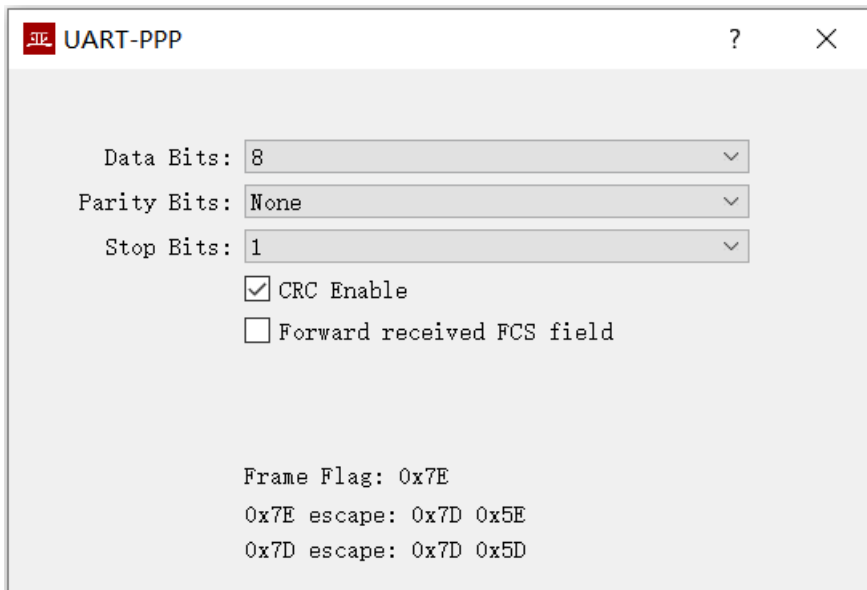 亚 UART-PPP ? ×
Data Bits: 8
Parity Bits: None
Stop Bits: 1
CRC Enable
Forward received FCS field
Frame Flag: 0x7E
0x7E escape: 0x7D 0x5E
0x7D escape: 0x7D 0x5D